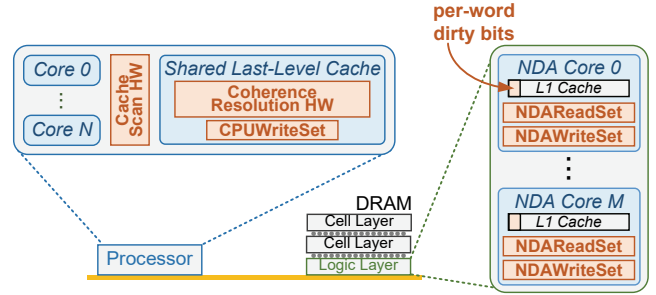 per-word
dirty bits
Core 0
⋮
Core N
Cache
Scan HW
Shared Last-Level Cache
Coherence
Resolution HW
CPUWriteSet
NDA Core 0
L1 Cache
NDAReadSet
NDAWriteSet
⋮
NDA Core M
L1 Cache
NDAReadSet
NDAWriteSet
DRAM
Cell Layer
Cell Layer
Logic Layer
Processor